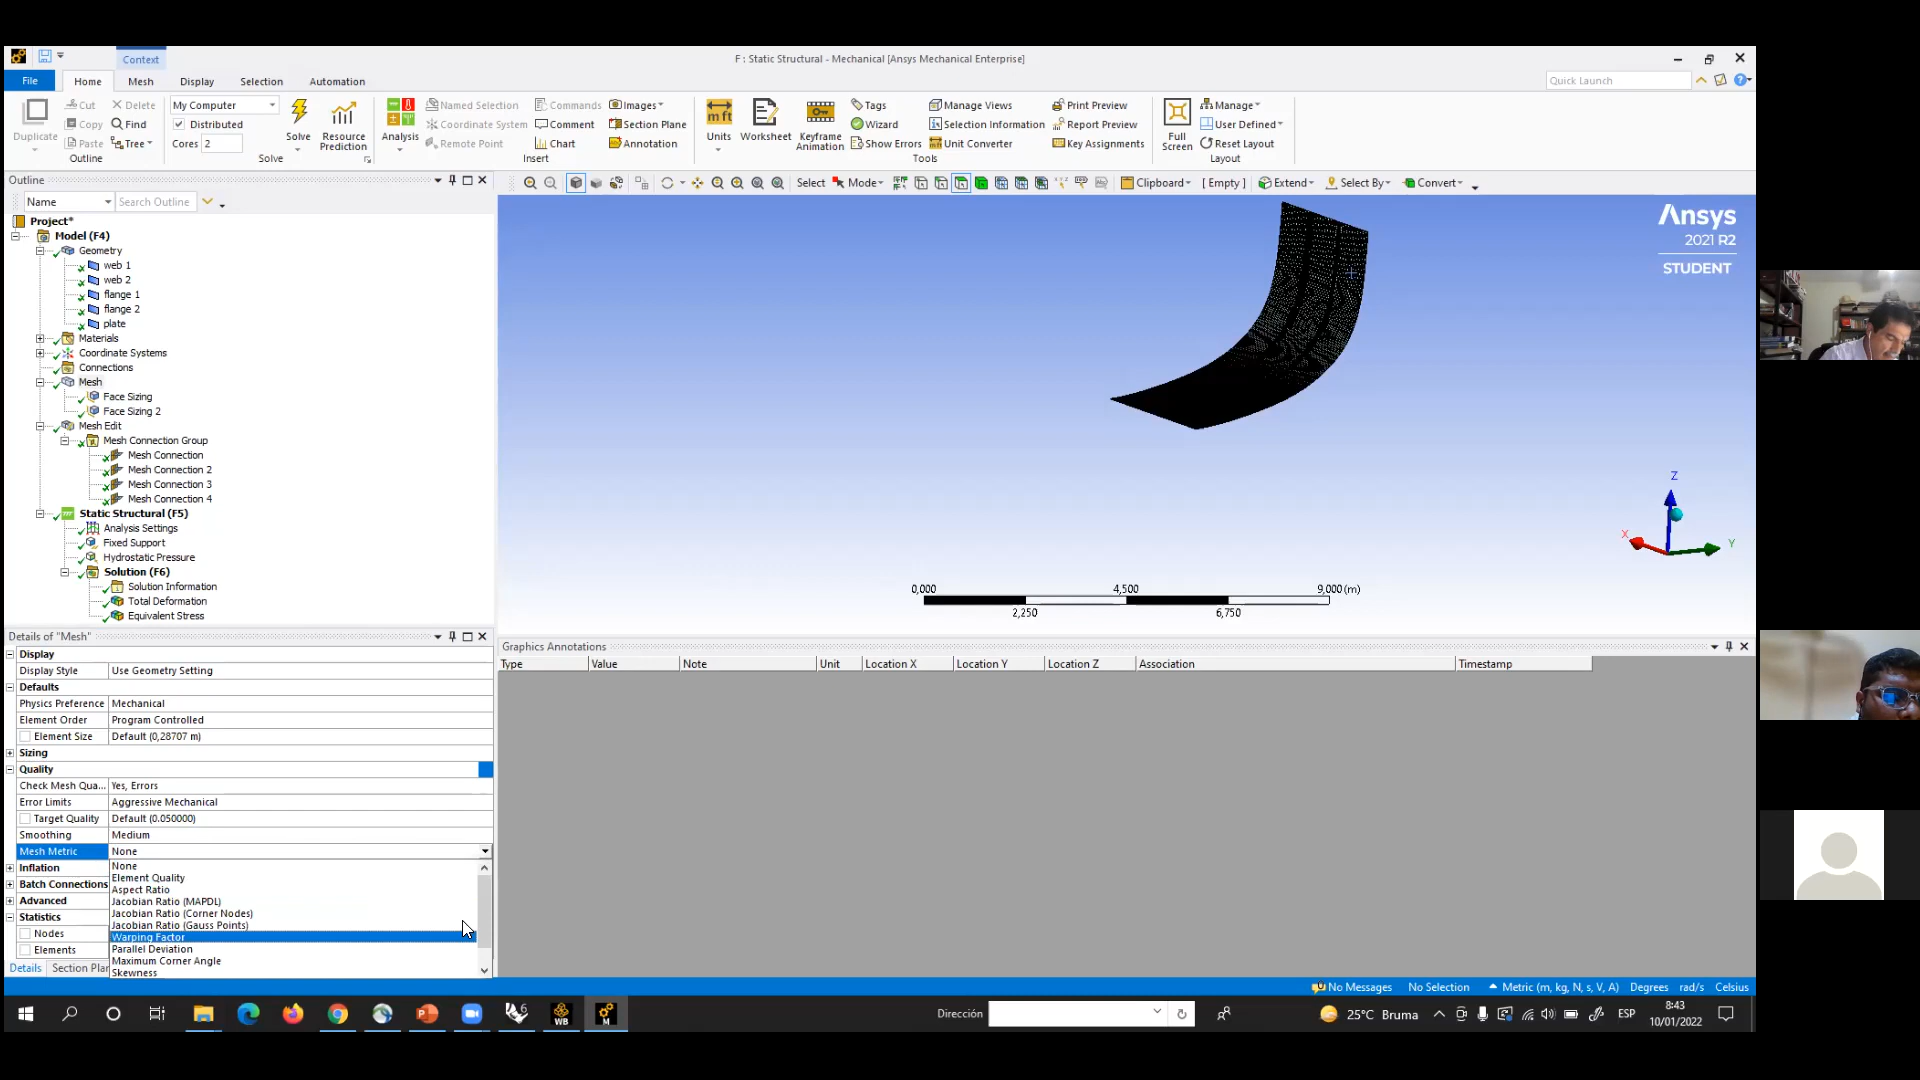 Context
F : Static Structural - Mechanical [Ansys Mechanical Enterprise]
File Home Mesh Display Selection Automation Quick Launch
Cut Delete My Computer Named Selection Commands Images Tags Manage Views Print Preview Manage
Copy Find Distributed Coordinate System Comment Section Plane Wizard Selection Information Report Preview User Defined
Duplicate Paste Tree Cores 2 Solve Resource Prediction Analysis Remote Point Chart Annotation Units Worksheet Keyframe Animation Show Errors Unit Converter Key Assignments Full Screen Reset Layout
Outline Solve Insert Tools Layout
Outline
Select Mode Clipboard [ Empty ] Extend Select By Convert
Name Search Outline
Project*
Model (F4)
Geometry
web 1
web 2
flange 1
flange 2
plate
Materials
Coordinate Systems
Connections
Mesh
Face Sizing
Face Sizing 2
Mesh Edit
Mesh Connection Group
Mesh Connection
Mesh Connection 2
Mesh Connection 3
Mesh Connection 4
Static Structural (F5)
Analysis Settings
Fixed Support
Hydrostatic Pressure
Solution (F6)
Solution Information
Total Deformation
Equivalent Stress
Ansys
2021 R2
STUDENT
Z
X
Y
0,000 4,500 9,000 (m)
2,250 6,750
Details of "Mesh"
Display
Display Style Use Geometry Setting
Defaults
Physics Preference Mechanical
Element Order Program Controlled
Element Size Default (0,28707 m)
Sizing
Quality
Check Mesh Qua... Yes, Errors
Error Limits Aggressive Mechanical
Target Quality Default (0.050000)
Smoothing Medium
Mesh Metric None
Inflation
Batch Connections
Advanced
Statistics
Nodes
Elements
None
Element Quality
Aspect Ratio
Jacobian Ratio (MAPDL)
Jacobian Ratio (Corner Nodes)
Jacobian Ratio (Gauss Points)
Warping Factor
Parallel Deviation
Maximum Corner Angle
Skewness
Details Section Plan
Graphics Annotations
Type Value Note Unit Location X Location Y Location Z Association Timestamp
No Messages No Selection Metric (m, kg, N, s, V, A) Degrees rad/s Celsius
WB M Dirección 25°C Bruma ESP 8:43
10/01/2022